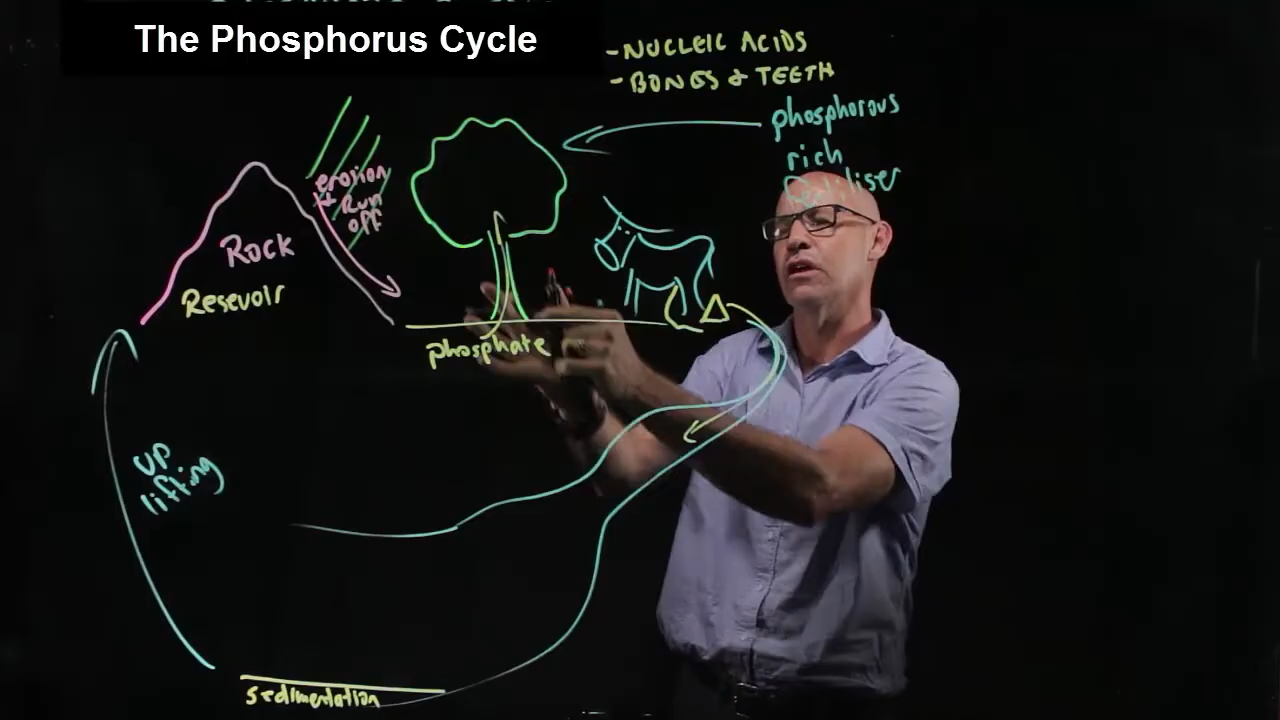 The Phosphorus Cycle
- NUCLEIC ACIDS
- BONES & TEETH
phosphorous
rich
erosion
& Run
off
Rock
Resevoir
phosphate
up
lifting
sedimentation